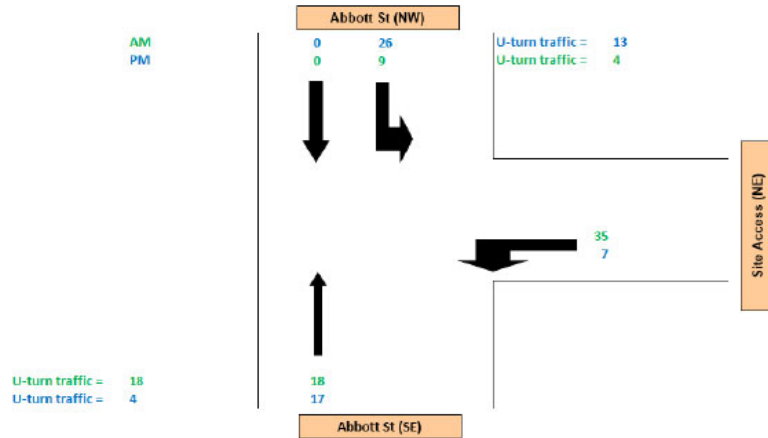 Abbott St (NW)
AM 0 26 U-turn traffic = 13
PM 0 9 U-turn traffic = 4
Site Access (NE)
35
7
U-turn traffic = 18 18
U-turn traffic = 4 17
Abbott St (SE)